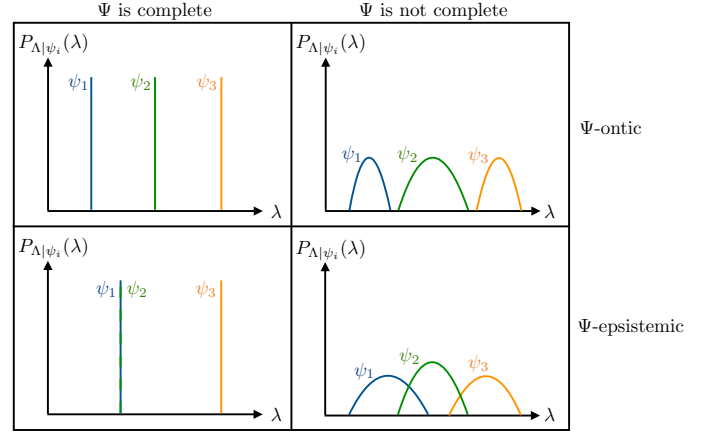 Ψ is complete
Ψ is not complete
P_{Λ|ψ_i}(λ)
ψ₁
ψ₂
ψ₃
λ
P_{Λ|ψ_i}(λ)
ψ₁
ψ₂
ψ₃
λ
Ψ-ontic
P_{Λ|ψ_i}(λ)
ψ₁
ψ₂
ψ₃
λ
P_{Λ|ψ_i}(λ)
ψ₁
ψ₂
ψ₃
λ
Ψ-epsistemic